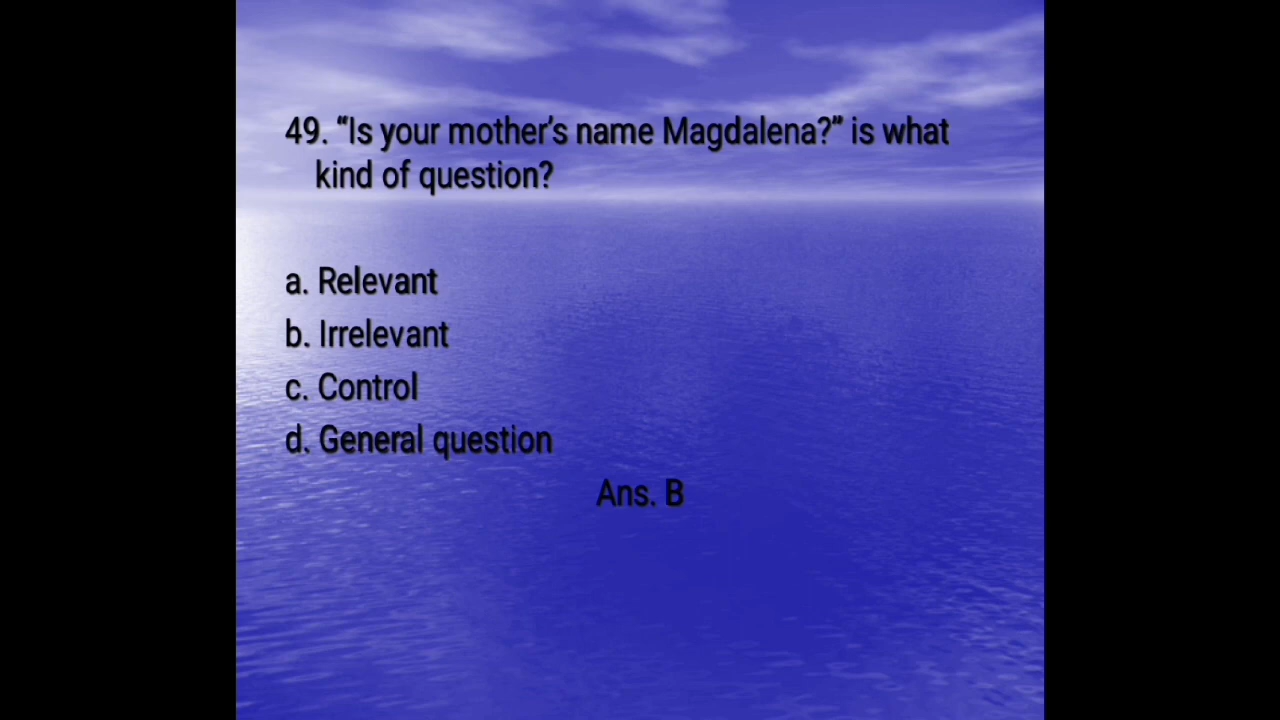 49. “Is your mother’s name Magdalena?” is what
kind of question?
a. Relevant
b. Irrelevant
c. Control
d. General question
Ans. B